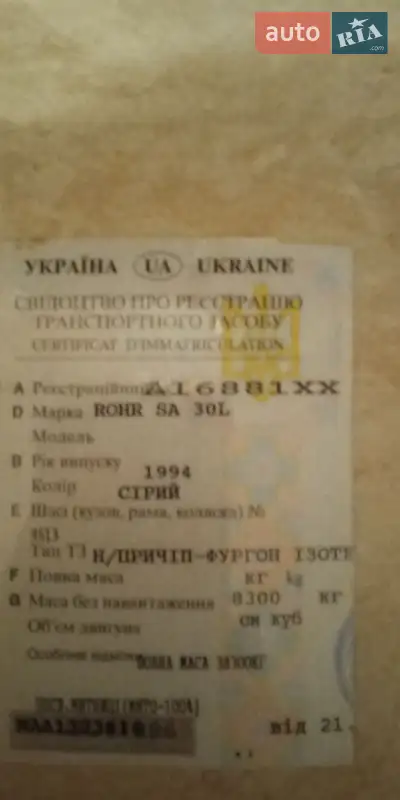 auto RIA .com
УКРАЇНА UA UKRAINE
СВІДОЦТВО ПРО РЕЄСТРАЦІЮ
ТРАНСПОРТНОГО ЗАСОБУ
CERTIFICAT D'IMMATRICULATION
A Реєстраційний AI6881XX
D Марка ROHR SA 30L
Модель
B Рік випуску 1994
Колір СІРИЙ
E Шасі (кузов, рама, коляска) №
Тип ТЗ Н/ПРИЧІП-ФУРГОН ІЗОТЕ
F Повна маса кг kg
G Маса без навантаження 8300 кг
Об'єм двигуна см куб
Особливі відмітки ПОВНА МАСА
від 21.